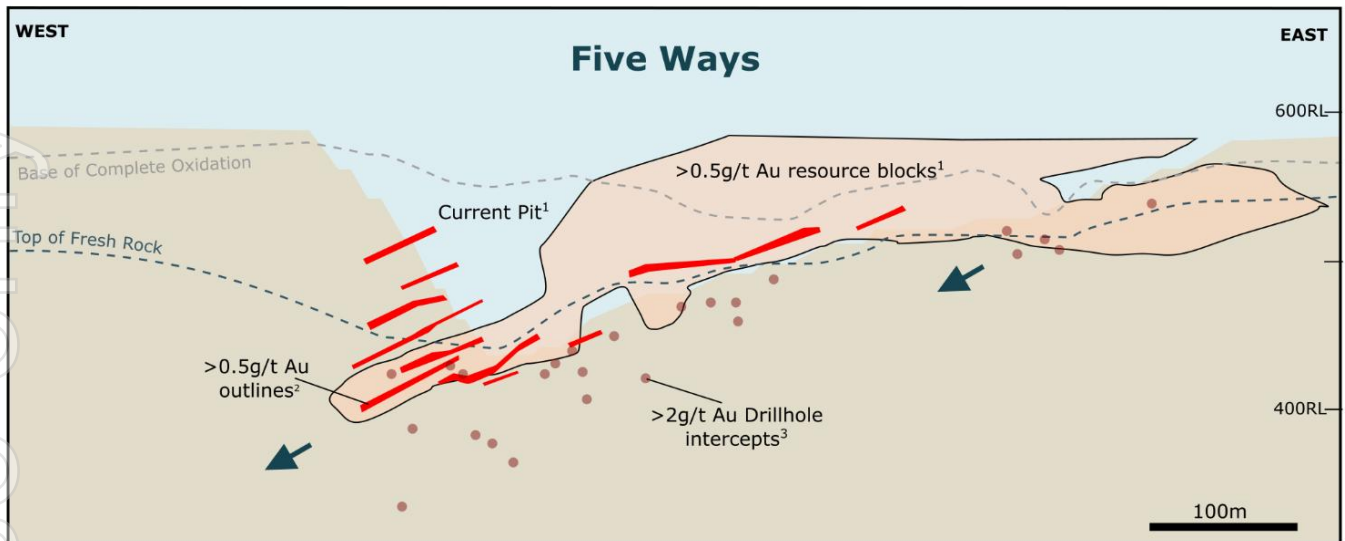 WEST
EAST
Five Ways
600RL
Base of Complete Oxidation
>0.5g/t Au resource blocks¹
Current Pit¹
Top of Fresh Rock
>0.5g/t Au
outlines²
>2g/t Au Drillhole
intercepts³
400RL
100m